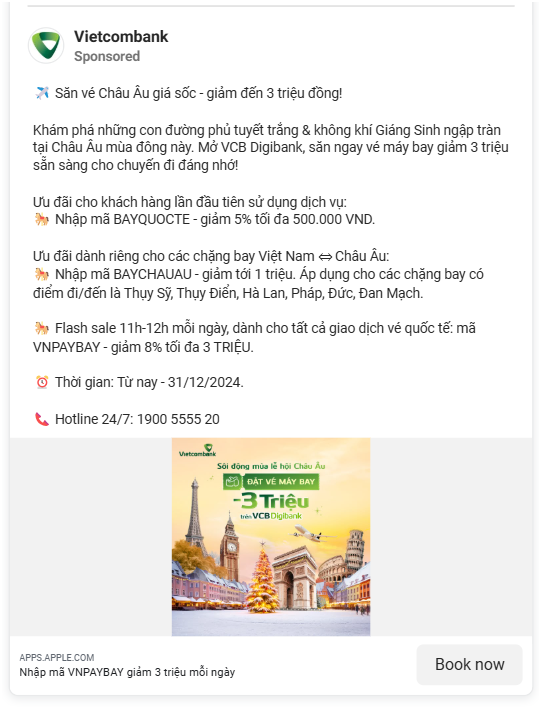 Vietcombank
Sponsored
✈️ Săn vé Châu Âu giá sốc - giảm đến 3 triệu đồng!
Khám phá những con đường phủ tuyết trắng & không khí Giáng Sinh ngập tràn
tại Châu Âu mùa đông này. Mở VCB Digibank, săn ngay vé máy bay giảm 3 triệu
sẵn sàng cho chuyến đi đáng nhớ!
Ưu đãi cho khách hàng lần đầu tiên sử dụng dịch vụ:
🎠 Nhập mã BAYQUOCTE - giảm 5% tối đa 500.000 VND.
Ưu đãi dành riêng cho các chặng bay Việt Nam ⇔ Châu Âu:
🎠 Nhập mã BAYCHAUAU - giảm tới 1 triệu. Áp dụng cho các chặng bay có
điểm đi/đến là Thụy Sỹ, Thụy Điển, Hà Lan, Pháp, Đức, Đan Mạch.
🎠 Flash sale 11h-12h mỗi ngày, dành cho tất cả giao dịch vé quốc tế: mã
VNPAYBAY - giảm 8% tối đa 3 TRIỆU.
⏰ Thời gian: Từ nay - 31/12/2024.
📞 Hotline 24/7: 1900 5555 20
Vietcombank
Sôi động mùa lễ hội Châu Âu
ĐẶT VÉ MÁY BAY
-3 Triệu
trên VCB Digibank
APPS.APPLE.COM
Nhập mã VNPAYBAY giảm 3 triệu mỗi ngày
Book now